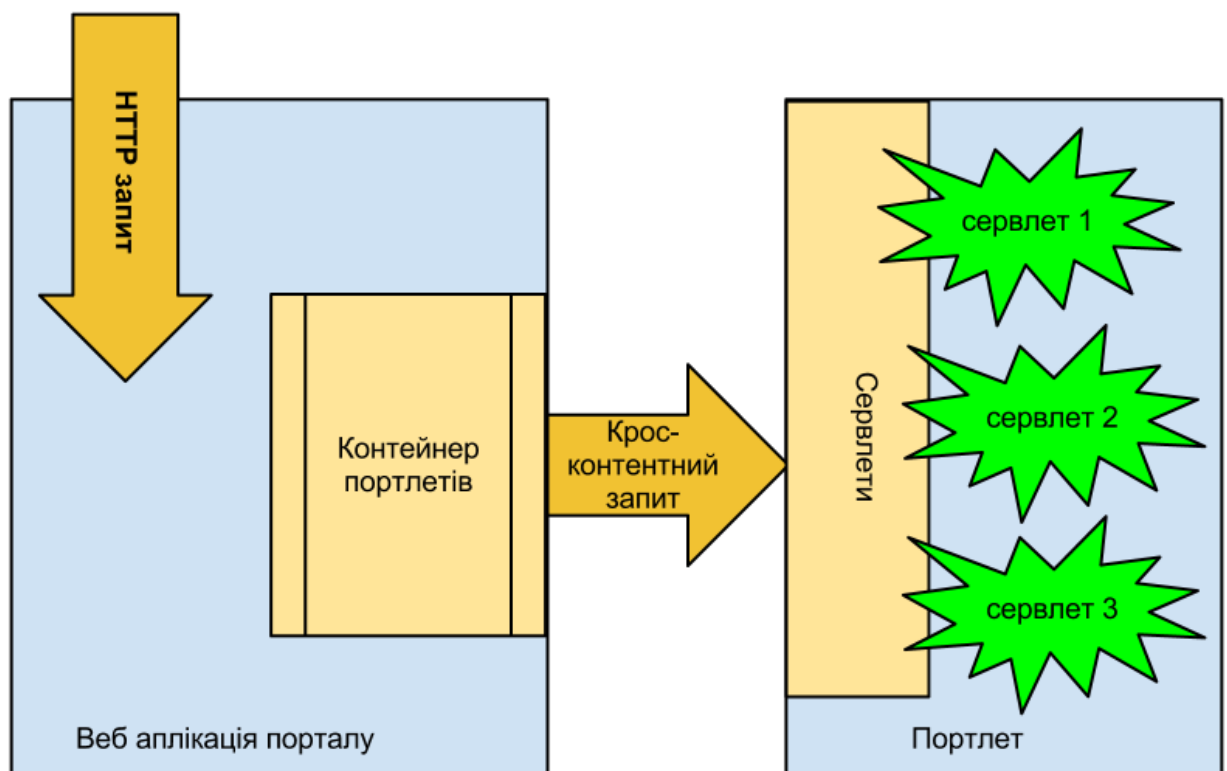 HTTP запит
Контейнер
портлетів
Веб аплікація порталу
Крос-
контентний
запит
Сервлети
сервлет 1
сервлет 2
сервлет 3
Портлет